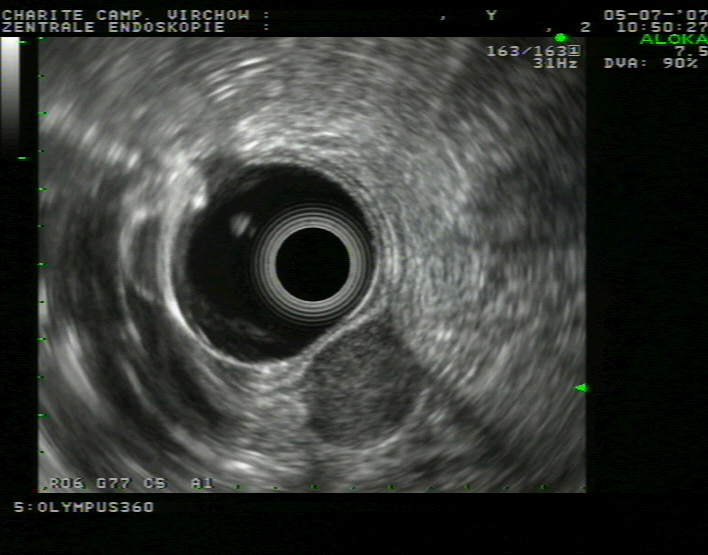 CHARITE CAMP. VIRCHOW : , Y 05-07-'07
ZENTRALE ENDOSKOPIE : , 2 10:50:27
ALOKA
163/163① 7.5
31Hz DVA: 90%
R06 G77 C5 A1
5:OLYMPUS360